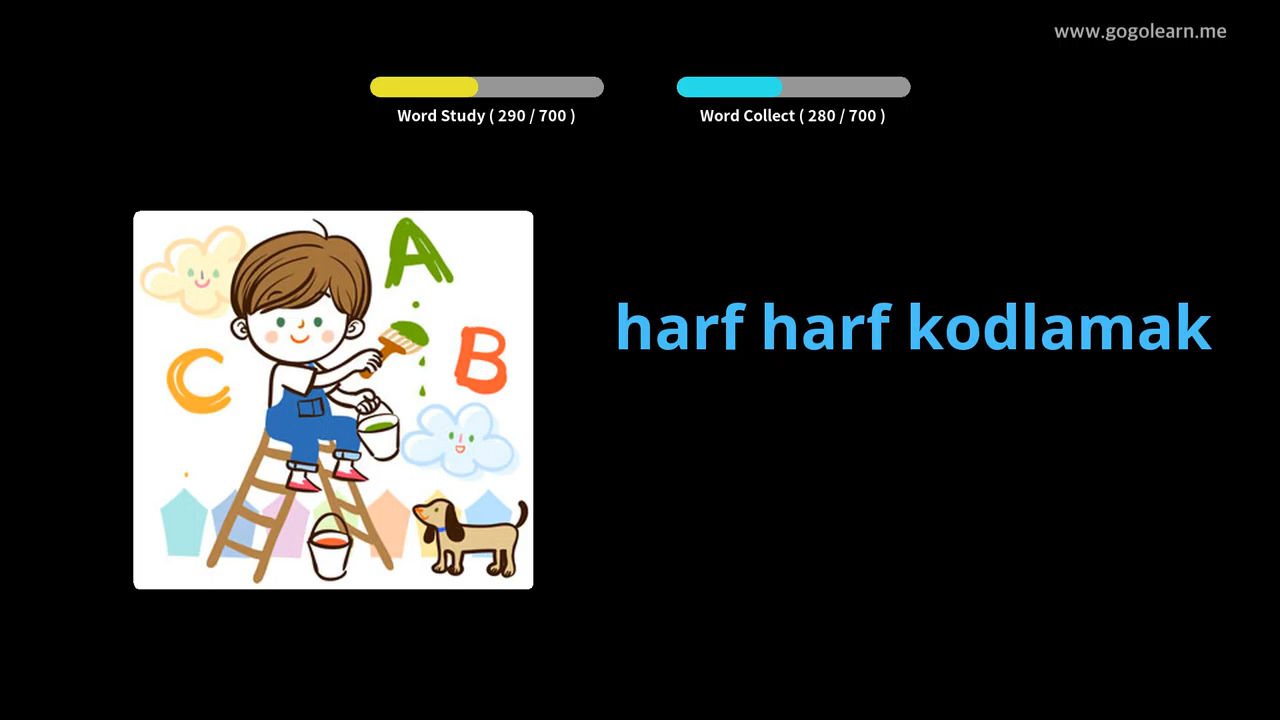 www.gogolearn.me
Word Study ( 290 / 700 )
Word Collect ( 280 / 700 )
A
B
C
harf harf kodlamak